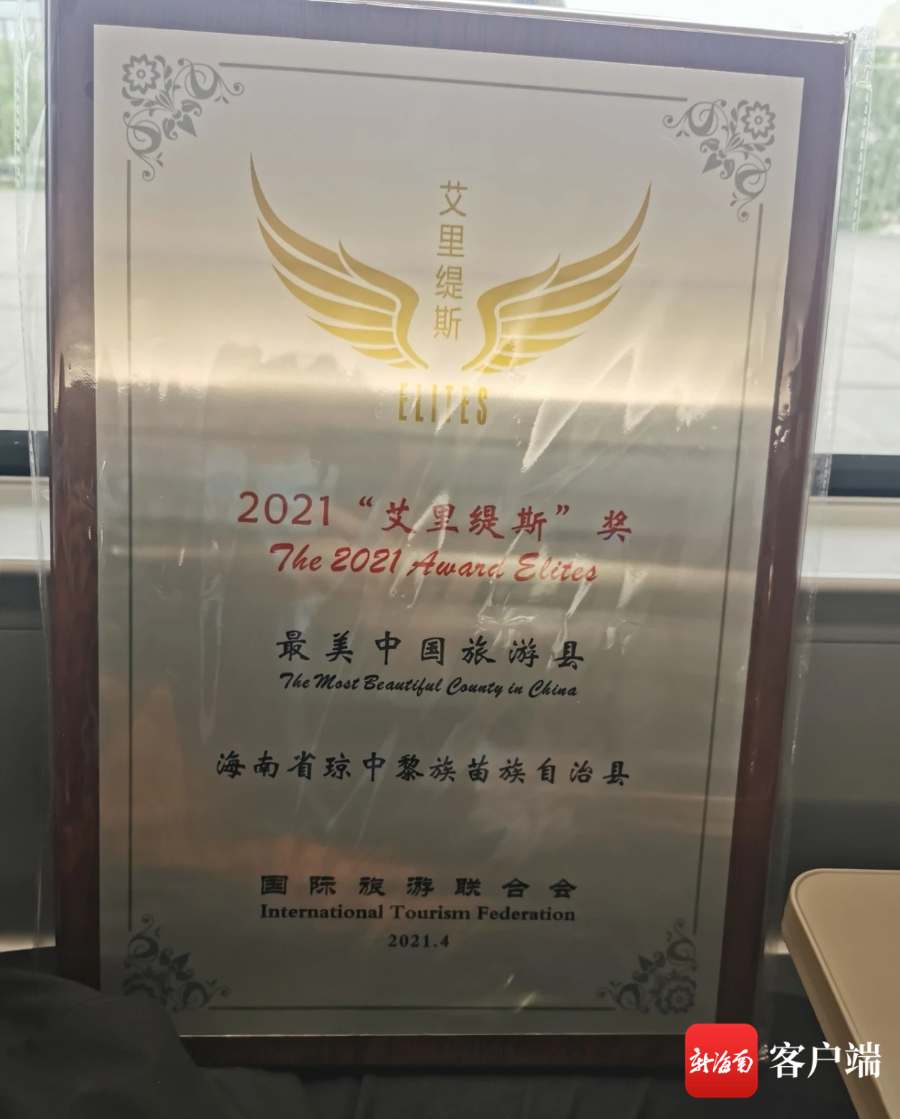 艾里缇斯
ELITES
2021“艾里缇斯”奖
The 2021 Award Elites
最美中国旅游县
The Most Beautiful County in China
海南省琼中黎族苗族自治县
国际旅游联合会
International Tourism Federation
2021.4
新海南 客户端